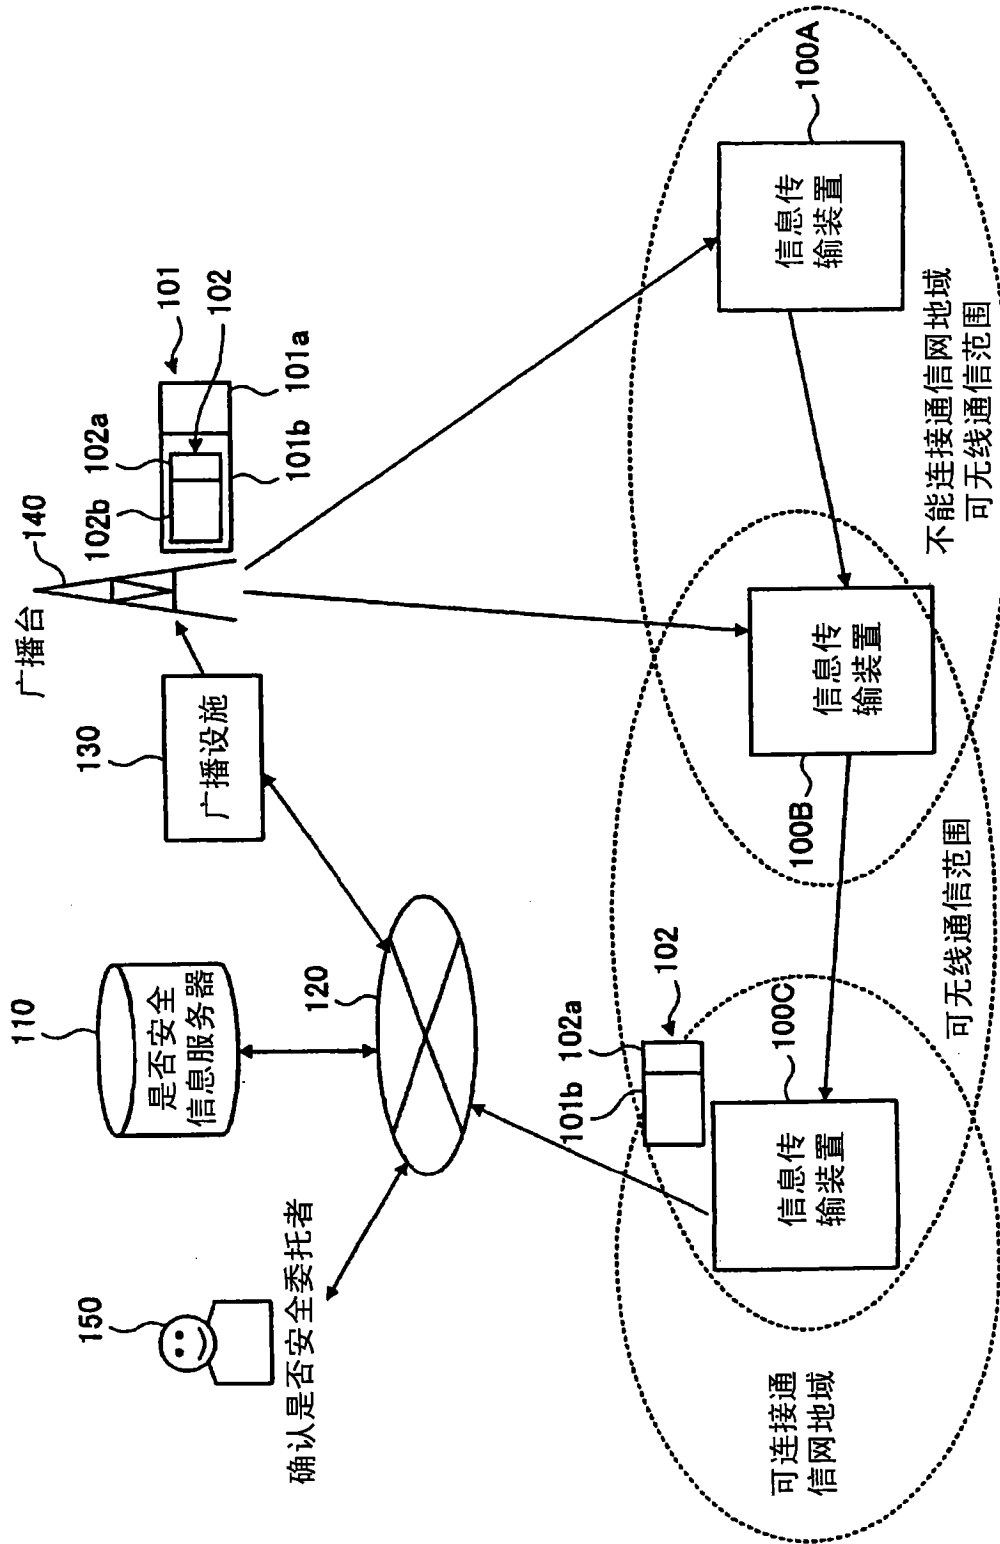 150
110
120
130
广播台
140
102b
102a
101
102
101a
101b
是否安全
信息服务器
广播设施
确认是否安全委托者
101b
102a
102
100C
100B
100A
信息传
输装置
信息传
输装置
信息传
输装置
可连接通
信网地域
可无线通信范围
不能连接通信网地域
可无线通信范围